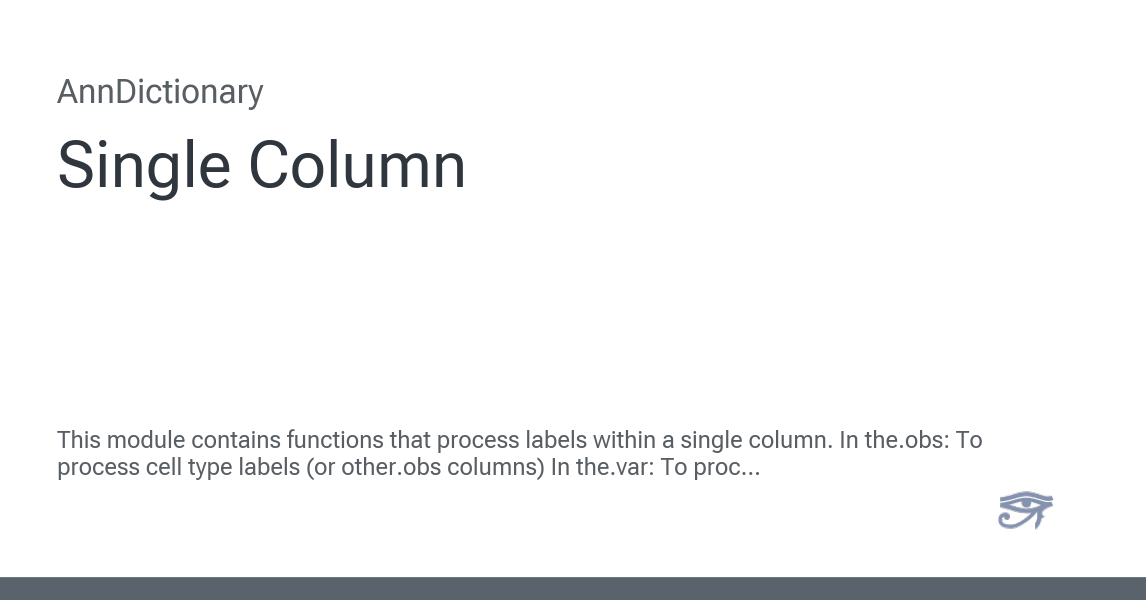 AnnDictionary
Single Column
This module contains functions that process labels within a single column. In the.obs: To
process cell type labels (or other.obs columns) In the.var: To proc...